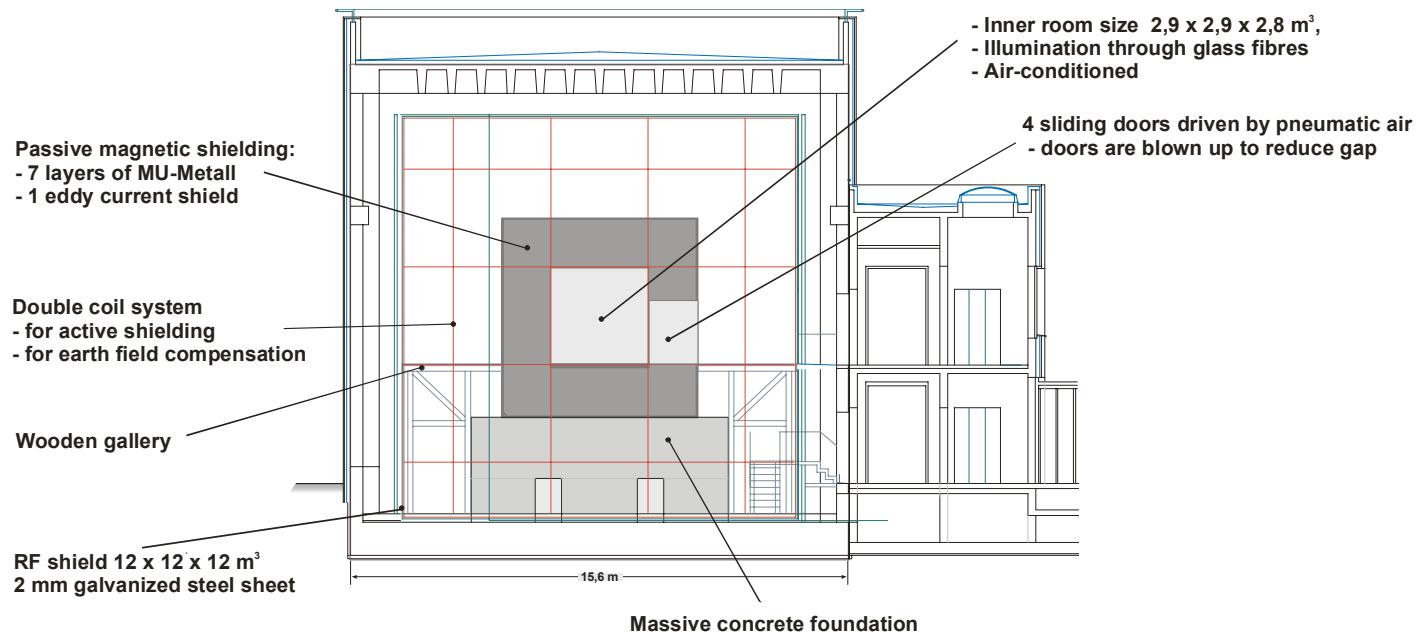 - Inner room size 2,9 x 2,9 x 2,8 m³,
- Illumination through glass fibres
- Air-conditioned
4 sliding doors driven by pneumatic air
- doors are blown up to reduce gap
Passive magnetic shielding:
- 7 layers of MU-Metall
- 1 eddy current shield
Double coil system
- for active shielding
- for earth field compensation
Wooden gallery
RF shield 12 x 12 x 12 m³
2 mm galvanized steel sheet
15,6 m
Massive concrete foundation